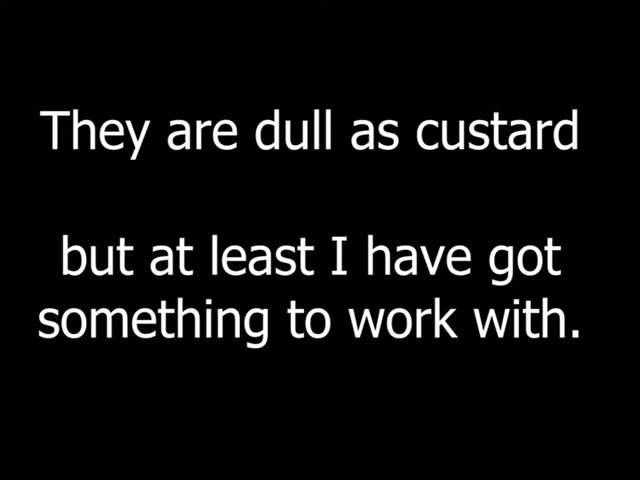 They are dull as custard
but at least I have got
something to work with.